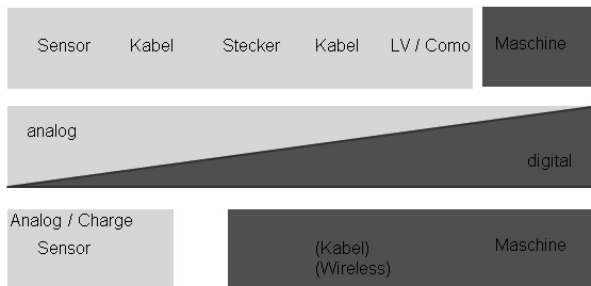 Sensor Kabel Stecker Kabel LV / Como Maschine
analog
digital
Analog / Charge
Sensor (Kabel) Maschine
(Wireless)